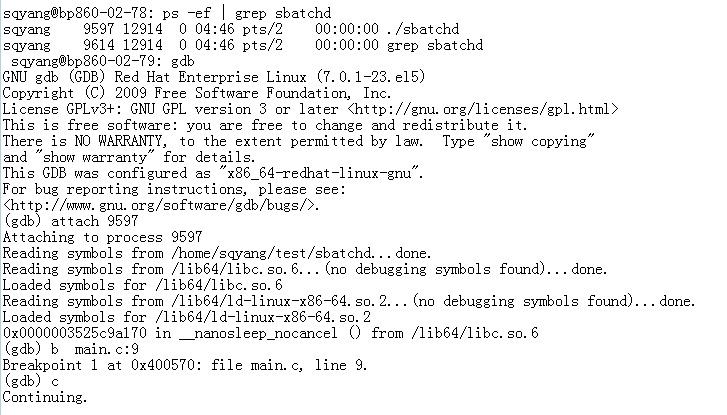 sqyang@bp860-02-78: ps -ef | grep sbatchd
sqyang    9597 12914  0 04:46 pts/2    00:00:00 ./sbatchd
sqyang    9614 12914  0 04:46 pts/2    00:00:00 grep sbatchd
 sqyang@bp860-02-79: gdb
GNU gdb (GDB) Red Hat Enterprise Linux (7.0.1-23.el5)
Copyright (C) 2009 Free Software Foundation, Inc.
License GPLv3+: GNU GPL version 3 or later <http://gnu.org/licenses/gpl.html>
This is free software: you are free to change and redistribute it.
There is NO WARRANTY, to the extent permitted by law.  Type "show copying"
and "show warranty" for details.
This GDB was configured as "x86_64-redhat-linux-gnu".
For bug reporting instructions, please see:
<http://www.gnu.org/software/gdb/bugs/>.
(gdb) attach 9597
Attaching to process 9597
Reading symbols from /home/sqyang/test/sbatchd...done.
Reading symbols from /lib64/libc.so.6...(no debugging symbols found)...done.
Loaded symbols for /lib64/libc.so.6
Reading symbols from /lib64/ld-linux-x86-64.so.2...(no debugging symbols found)...done.
Loaded symbols for /lib64/ld-linux-x86-64.so.2
0x0000003525c9a170 in __nanosleep_nocancel () from /lib64/libc.so.6
(gdb) b  main.c:9
Breakpoint 1 at 0x400570: file main.c, line 9.
(gdb) c
Continuing.